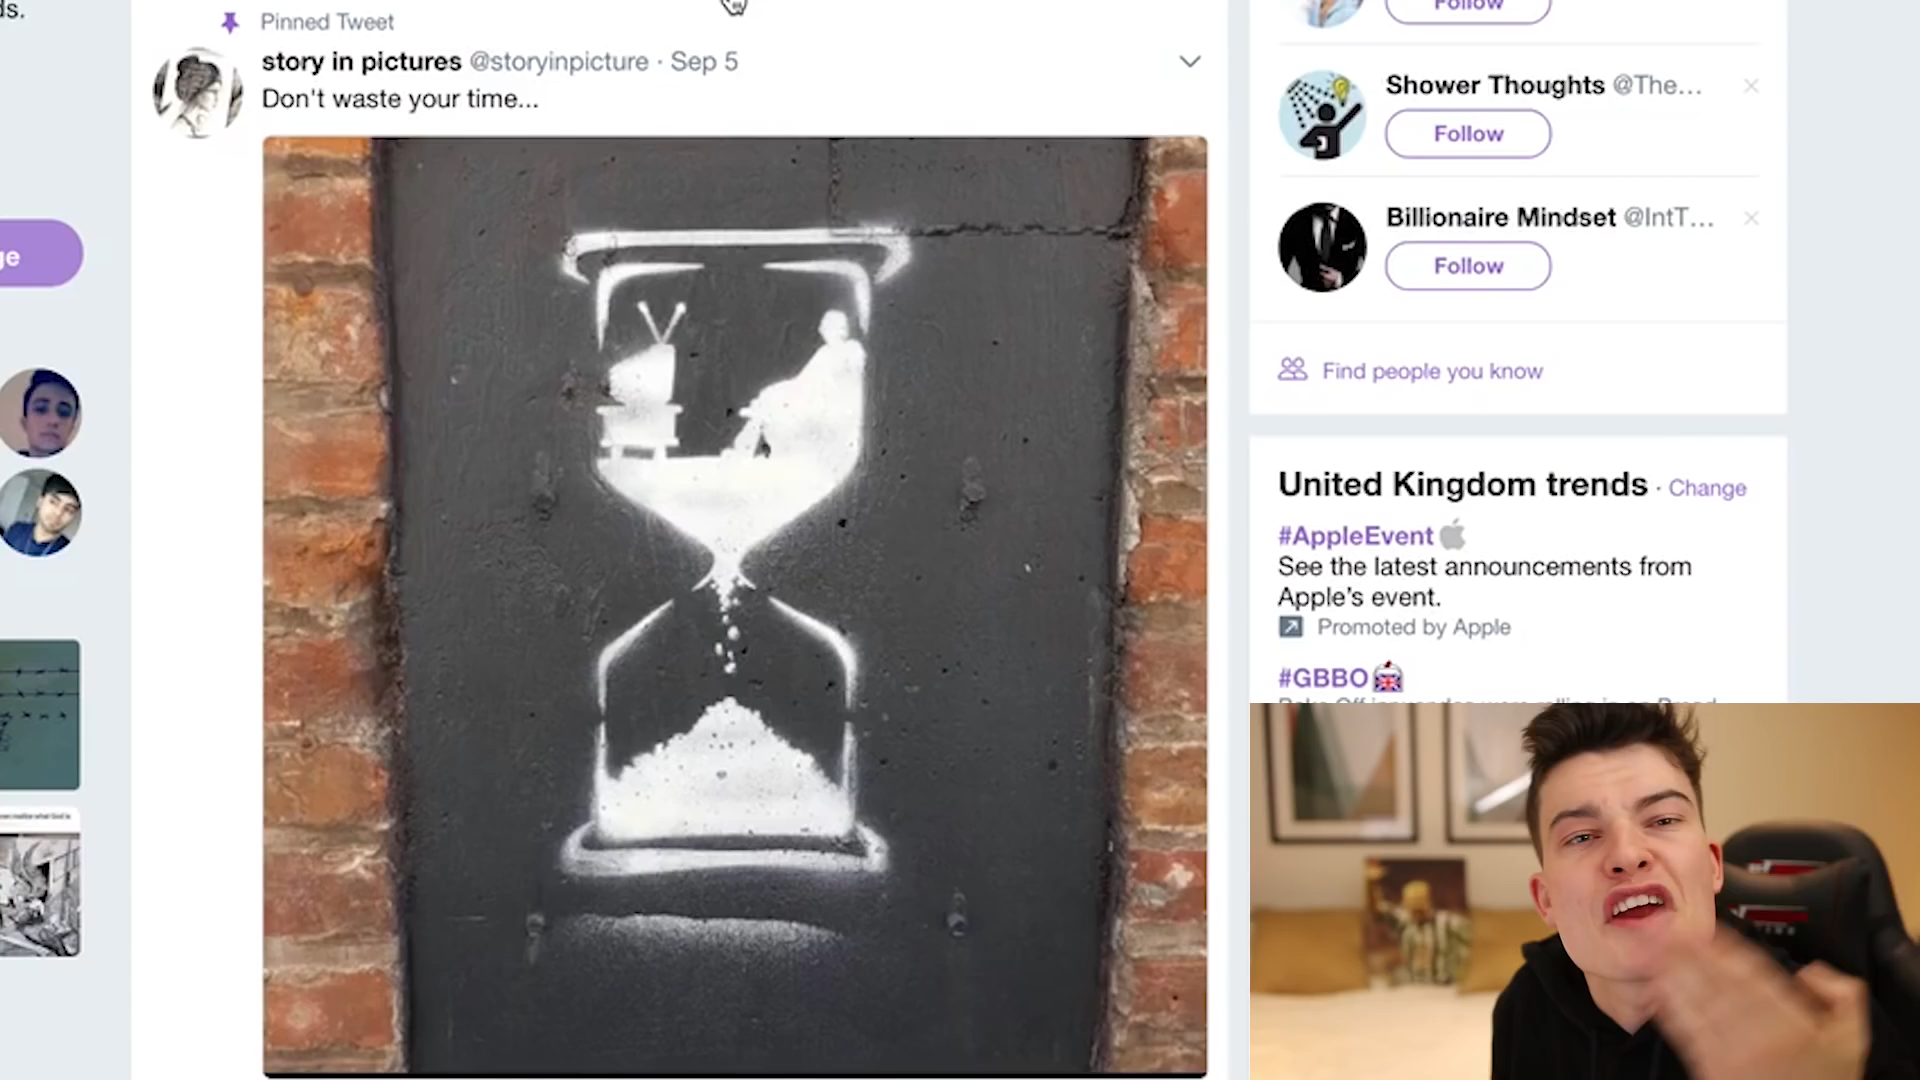 ds.
Pinned Tweet
story in pictures @storyinpicture · Sep 5
Don't waste your time...
ge
Follow
Shower Thoughts @The...
Follow
Billionaire Mindset @IntT...
Follow
Find people you know
United Kingdom trends · Change
#AppleEvent
See the latest announcements from
Apple's event.
Promoted by Apple
#GBBO